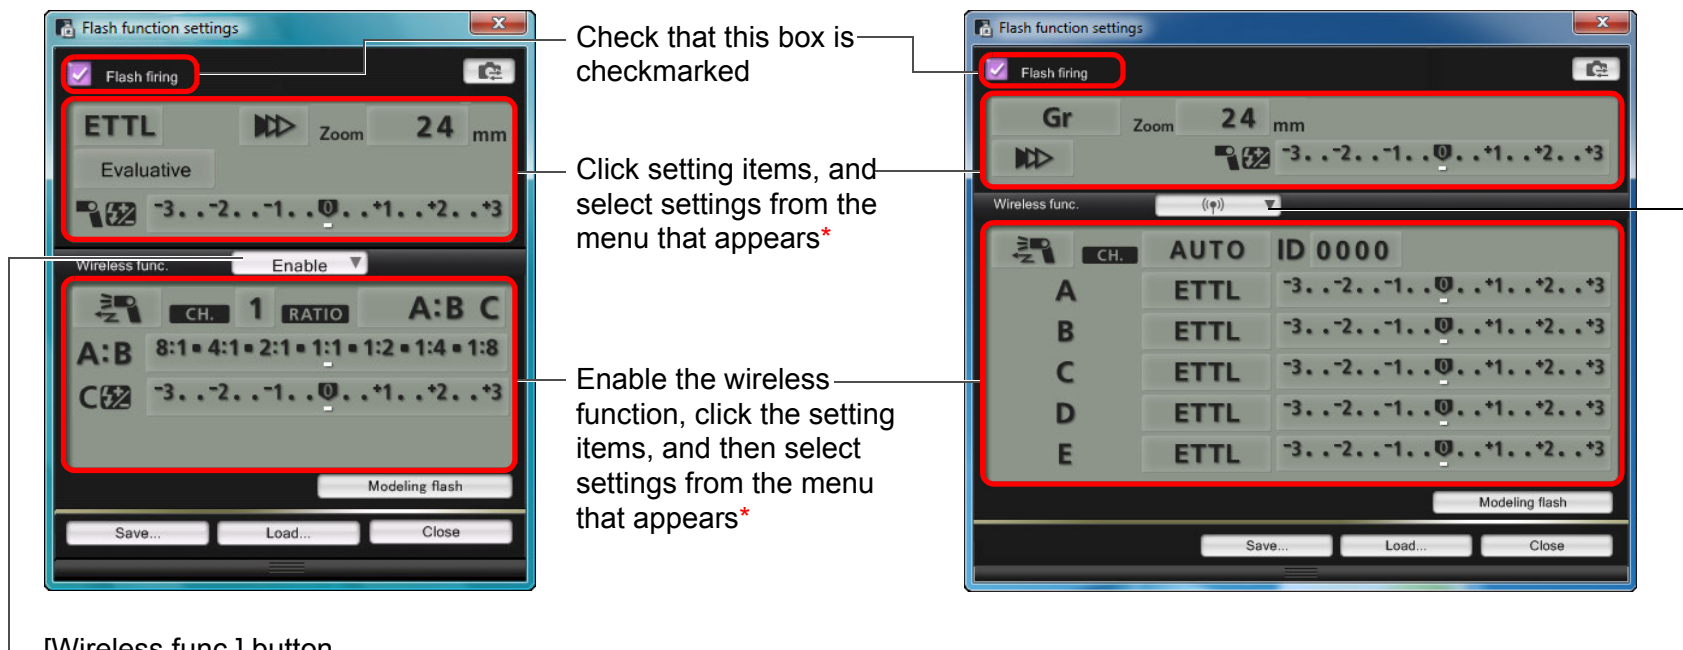 Flash function settings
Flash firing
ETTL Zoom 24 mm
Evaluative
-3..-2..-1..0..+1..+2..+3
Wireless func. Enable
CH. 1 RATIO A:B C
A:B 8:1 4:1 2:1 1:1 1:2 1:4 1:8
C -3..-2..-1..0..+1..+2..+3
Modeling flash
Save... Load... Close
[Wireless func.] button
Check that this box is
checkmarked
Click setting items, and
select settings from the
menu that appears*
Enable the wireless
function, click the setting
items, and then select
settings from the menu
that appears*
Flash function settings
Flash firing
Gr Zoom 24 mm
-3..-2..-1..0..+1..+2..+3
Wireless func.
CH. AUTO ID 0000
A ETTL -3..-2..-1..0..+1..+2..+3
B ETTL -3..-2..-1..0..+1..+2..+3
C ETTL -3..-2..-1..0..+1..+2..+3
D ETTL -3..-2..-1..0..+1..+2..+3
E ETTL -3..-2..-1..0..+1..+2..+3
Modeling flash
Save... Load... Close